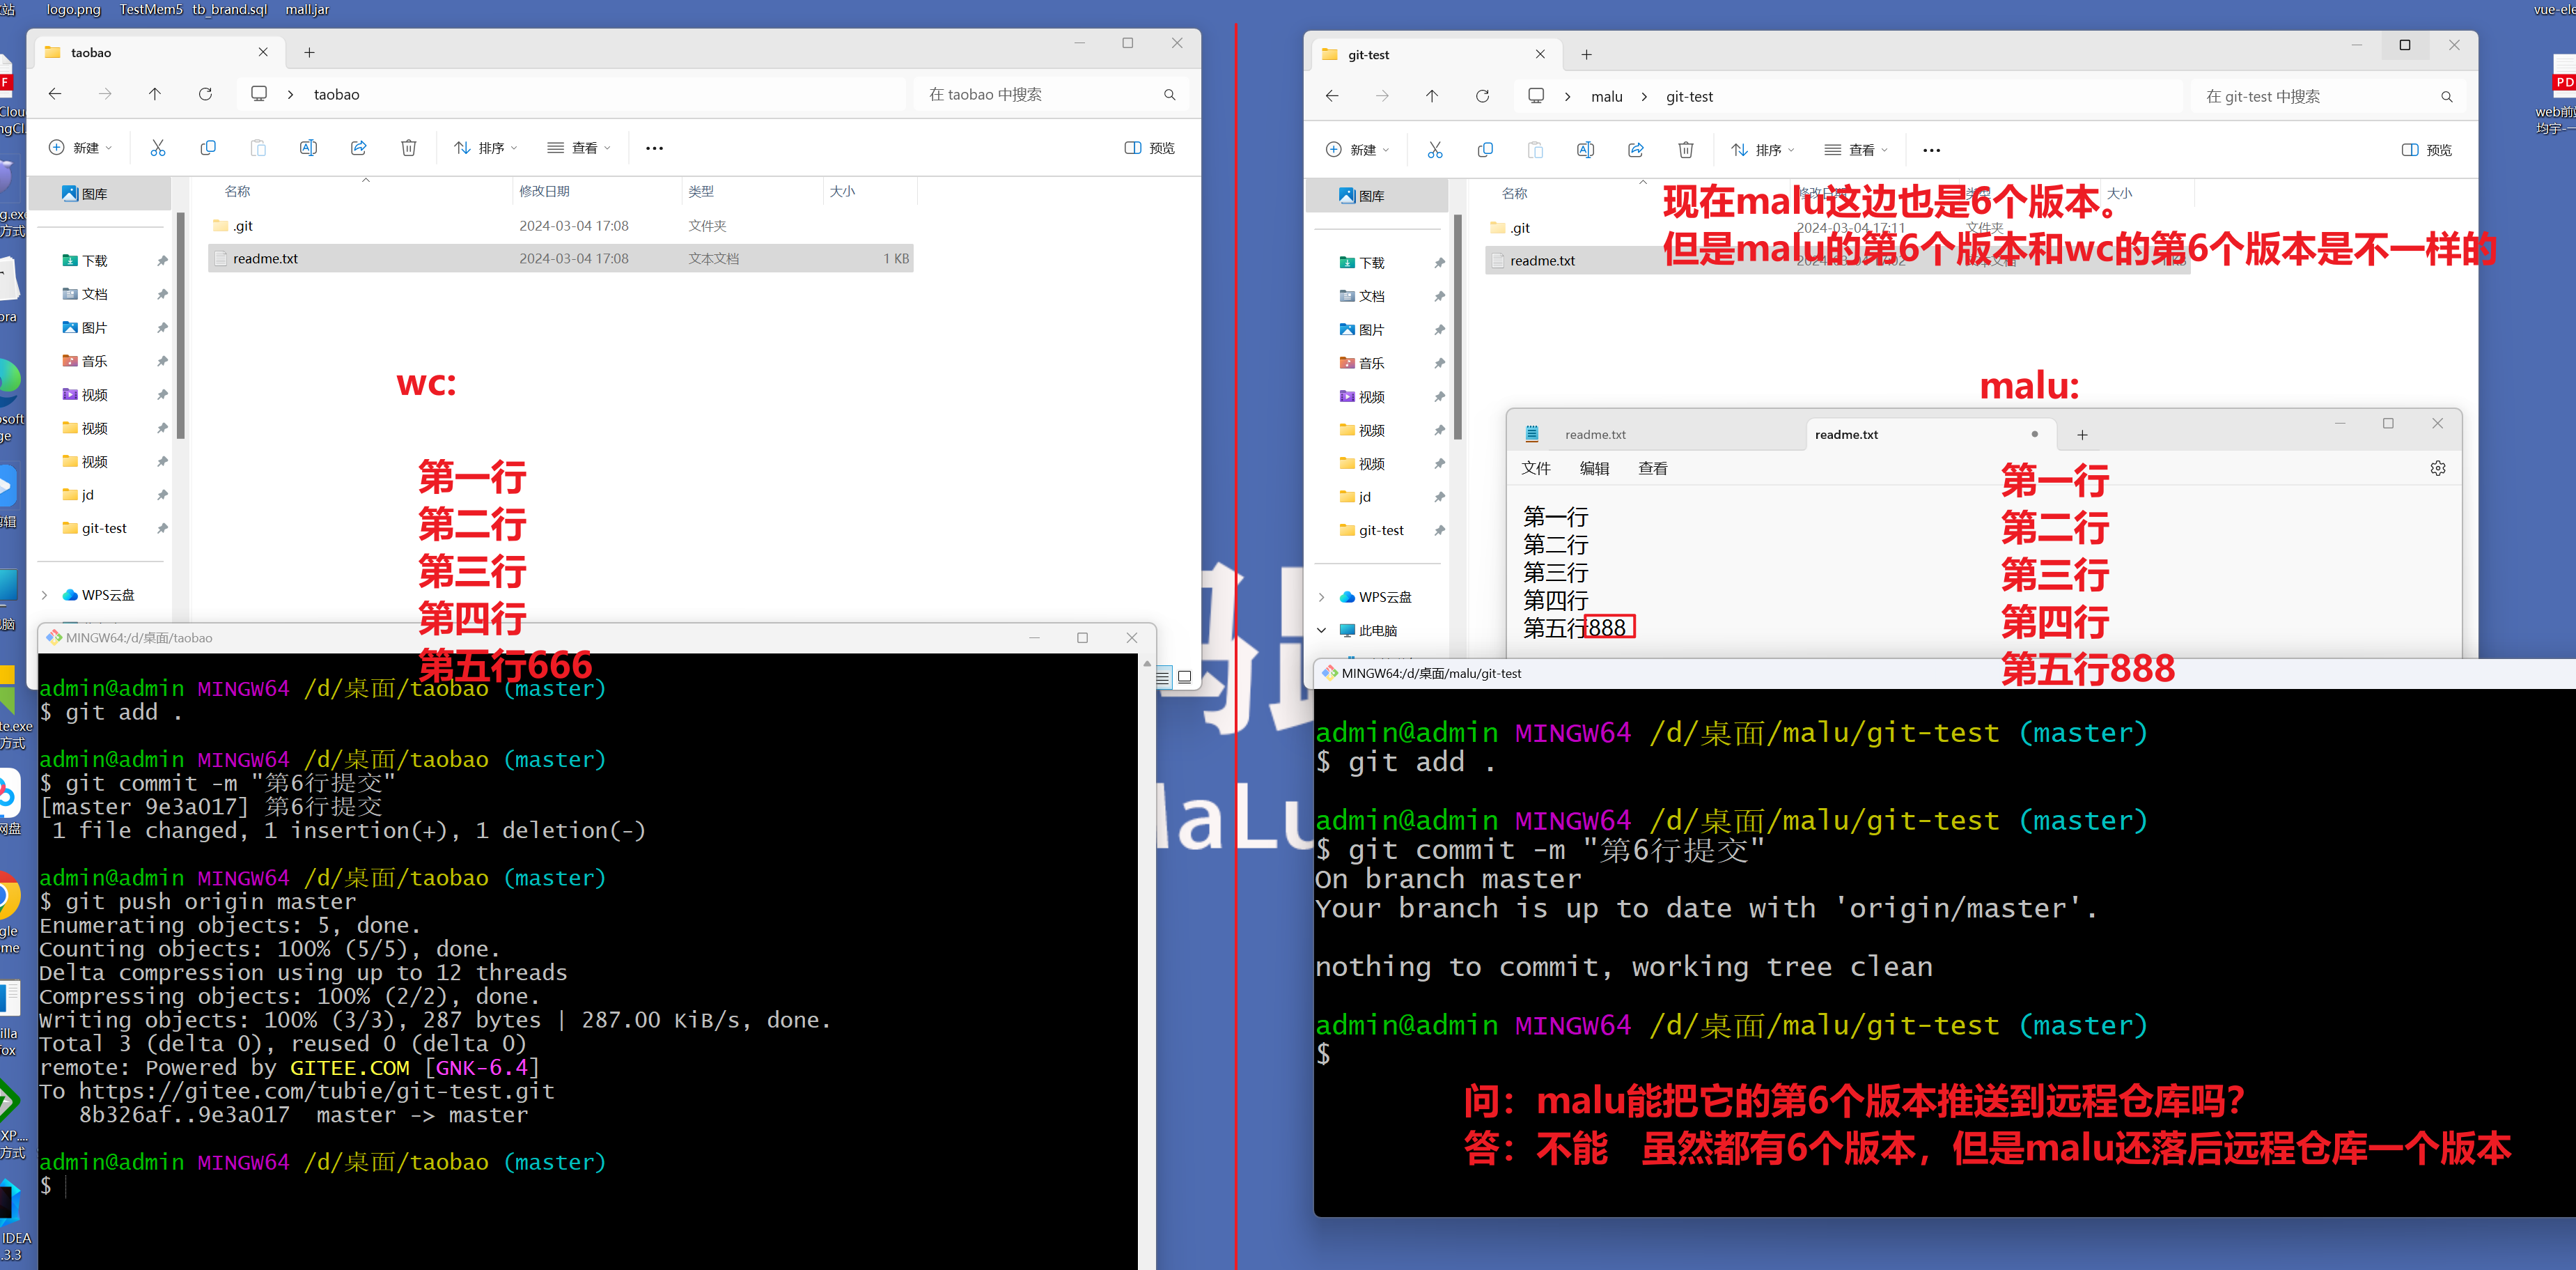 logo.png TestMem5 tb_brand.sql mall.jar
taobao
taobao
在 taobao 中搜索
新建 排序 查看 预览
图库
名称 修改日期 类型 大小
.git 2024-03-04 17:08 文件夹
readme.txt 2024-03-04 17:08 文本文档 1 KB
下载
文档
图片
音乐
视频
视频
视频
jd
git-test
WPS云盘
wc:
第一行
第二行
第三行
第四行
第五行666
MINGW64:/d/桌面/taobao
admin@admin MINGW64 /d/桌面/taobao (master)
$ git add .
admin@admin MINGW64 /d/桌面/taobao (master)
$ git commit -m "第6行提交"
[master 9e3a017] 第6行提交
1 file changed, 1 insertion(+), 1 deletion(-)
admin@admin MINGW64 /d/桌面/taobao (master)
$ git push origin master
Enumerating objects: 5, done.
Counting objects: 100% (5/5), done.
Delta compression using up to 12 threads
Compressing objects: 100% (2/2), done.
Writing objects: 100% (3/3), 287 bytes | 287.00 KiB/s, done.
Total 3 (delta 0), reused 0 (delta 0)
remote: Powered by GITEE.COM [GNK-6.4]
To https://gitee.com/tubie/git-test.git
8b326af..9e3a017 master -> master
admin@admin MINGW64 /d/桌面/taobao (master)
$
git-test
malu git-test
在 git-test 中搜索
新建 排序 查看 预览
图库
名称 大小
现在malu这边也是6个版本。
.git 2024-03-04 17:11 文件夹
但是malu的第6个版本和wc的第6个版本是不一样的
readme.txt
下载
文档
图片
音乐
视频
视频
视频
jd
git-test
WPS云盘
此电脑
malu:
readme.txt readme.txt
文件 编辑 查看
第一行
第二行
第三行
第四行
第五行888
第一行
第二行
第三行
第四行
第五行888
MINGW64:/d/桌面/malu/git-test
admin@admin MINGW64 /d/桌面/malu/git-test (master)
$ git add .
admin@admin MINGW64 /d/桌面/malu/git-test (master)
$ git commit -m "第6行提交"
On branch master
Your branch is up to date with 'origin/master'.
nothing to commit, working tree clean
admin@admin MINGW64 /d/桌面/malu/git-test (master)
$
问：malu能把它的第6个版本推送到远程仓库吗？
答：不能 虽然都有6个版本，但是malu还落后远程仓库一个版本